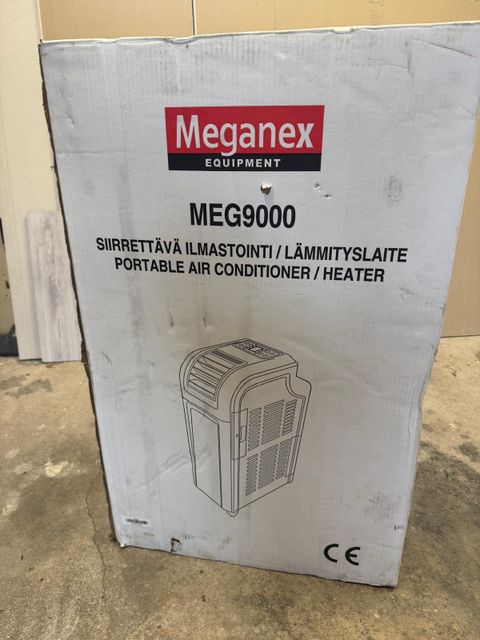 Meganex
EQUIPMENT
MEG9000
SIIRRETTÄVÄ ILMASTOINTI / LÄMMITYSLAITE
PORTABLE AIR CONDITIONER / HEATER
CE